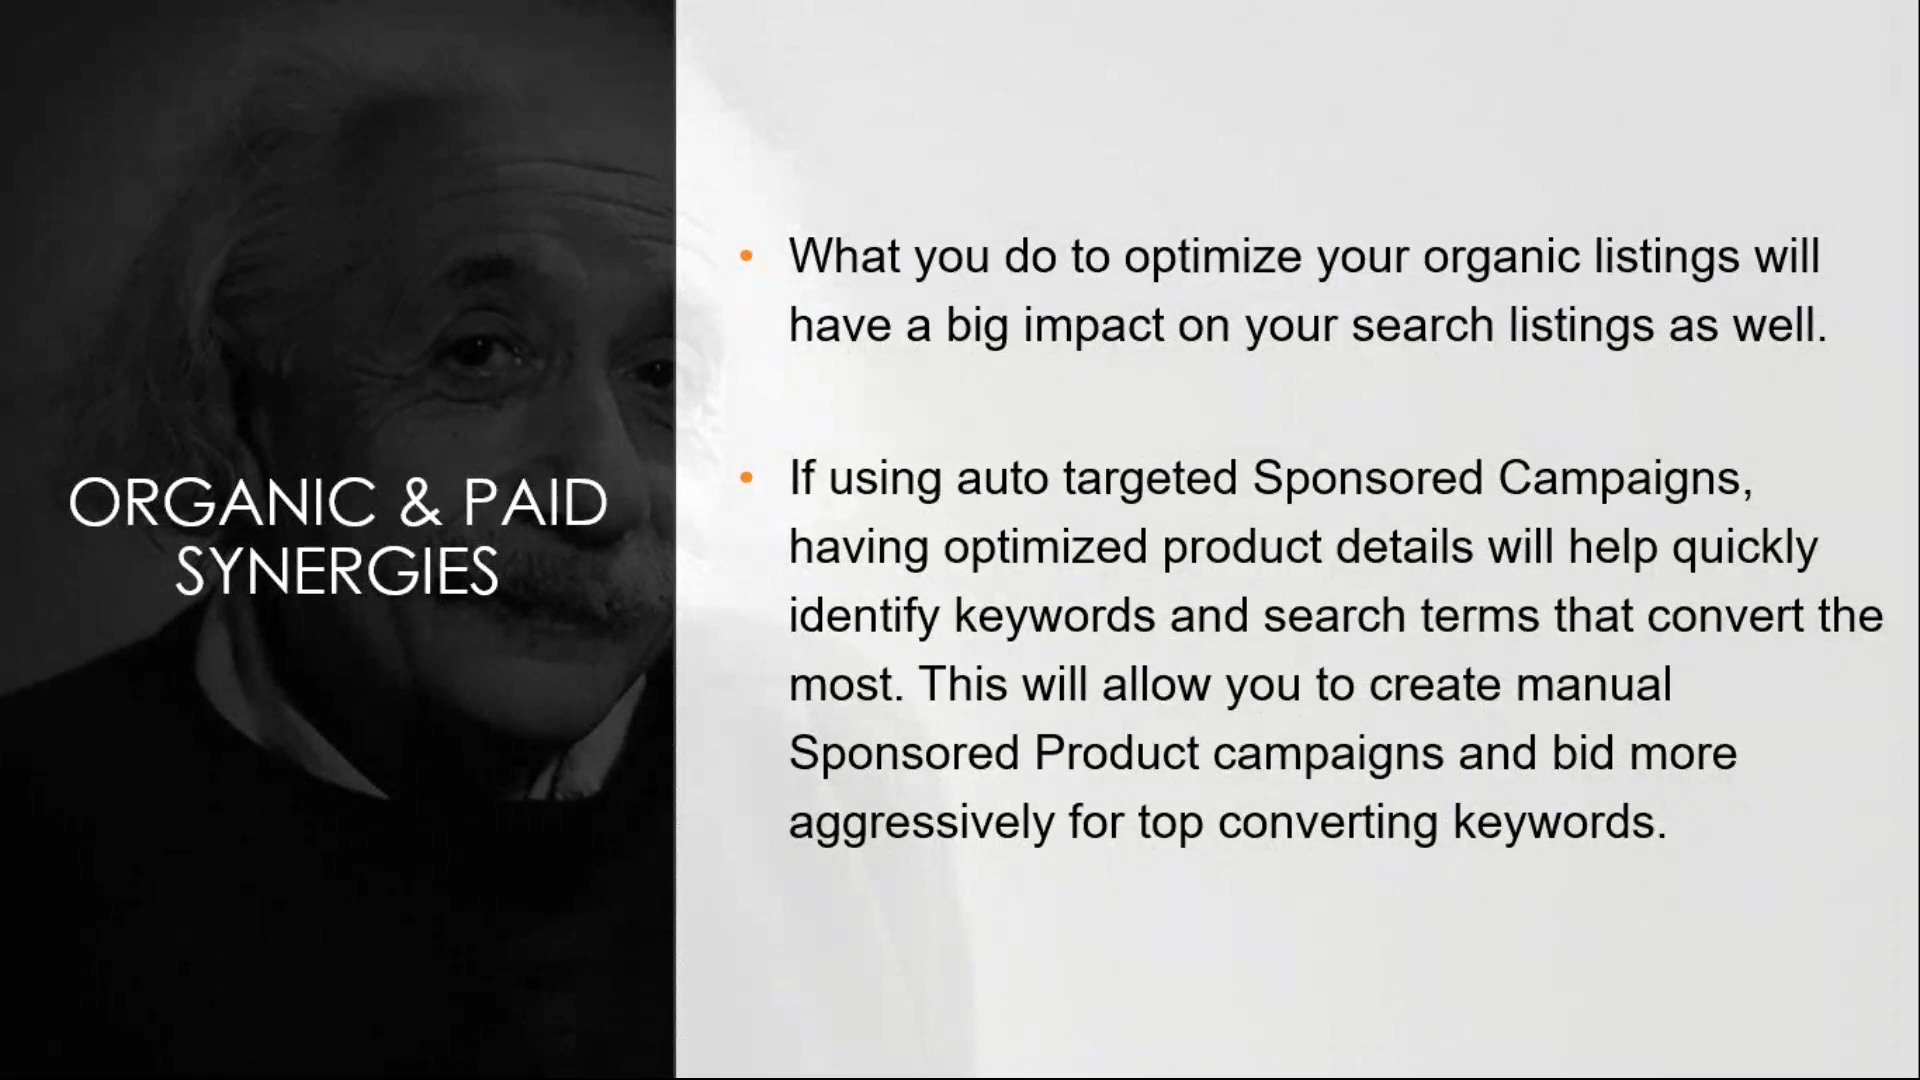 ORGANIC & PAID
SYNERGIES
• What you do to optimize your organic listings will
have a big impact on your search listings as well.
• If using auto targeted Sponsored Campaigns,
having optimized product details will help quickly
identify keywords and search terms that convert the
most. This will allow you to create manual
Sponsored Product campaigns and bid more
aggressively for top converting keywords.